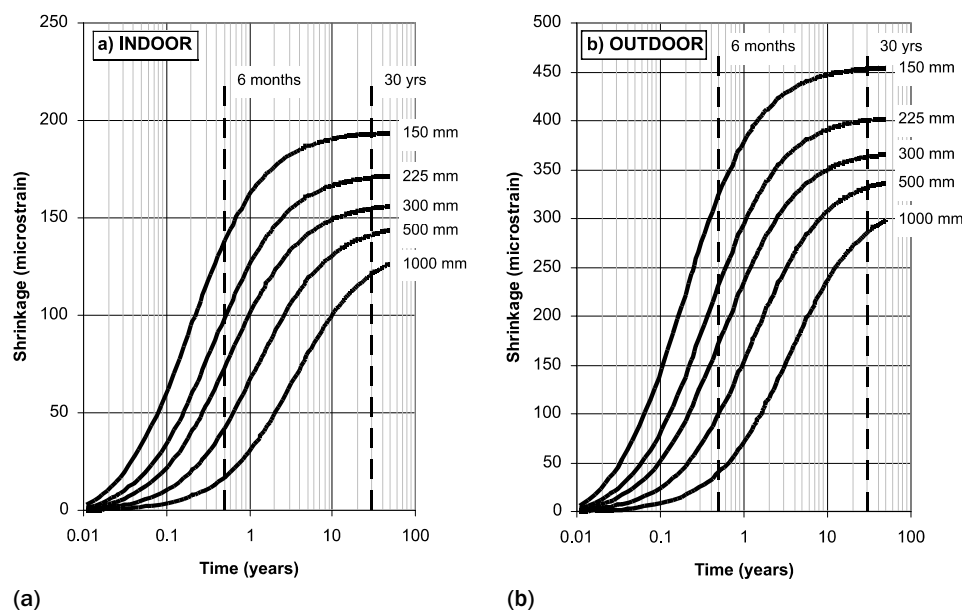 a) INDOOR
Shrinkage (microstrain)
250
200
150
100
50
0
6 months
30 yrs
150 mm
225 mm
300 mm
500 mm
1000 mm
0.01
0.1
1
10
100
Time (years)
(a)
b) OUTDOOR
Shrinkage (microstrain)
500
450
400
350
300
250
200
150
100
50
0
6 months
30 yrs
150 mm
225 mm
300 mm
500 mm
1000 mm
0.01
0.1
1
10
100
Time (years)
(b)